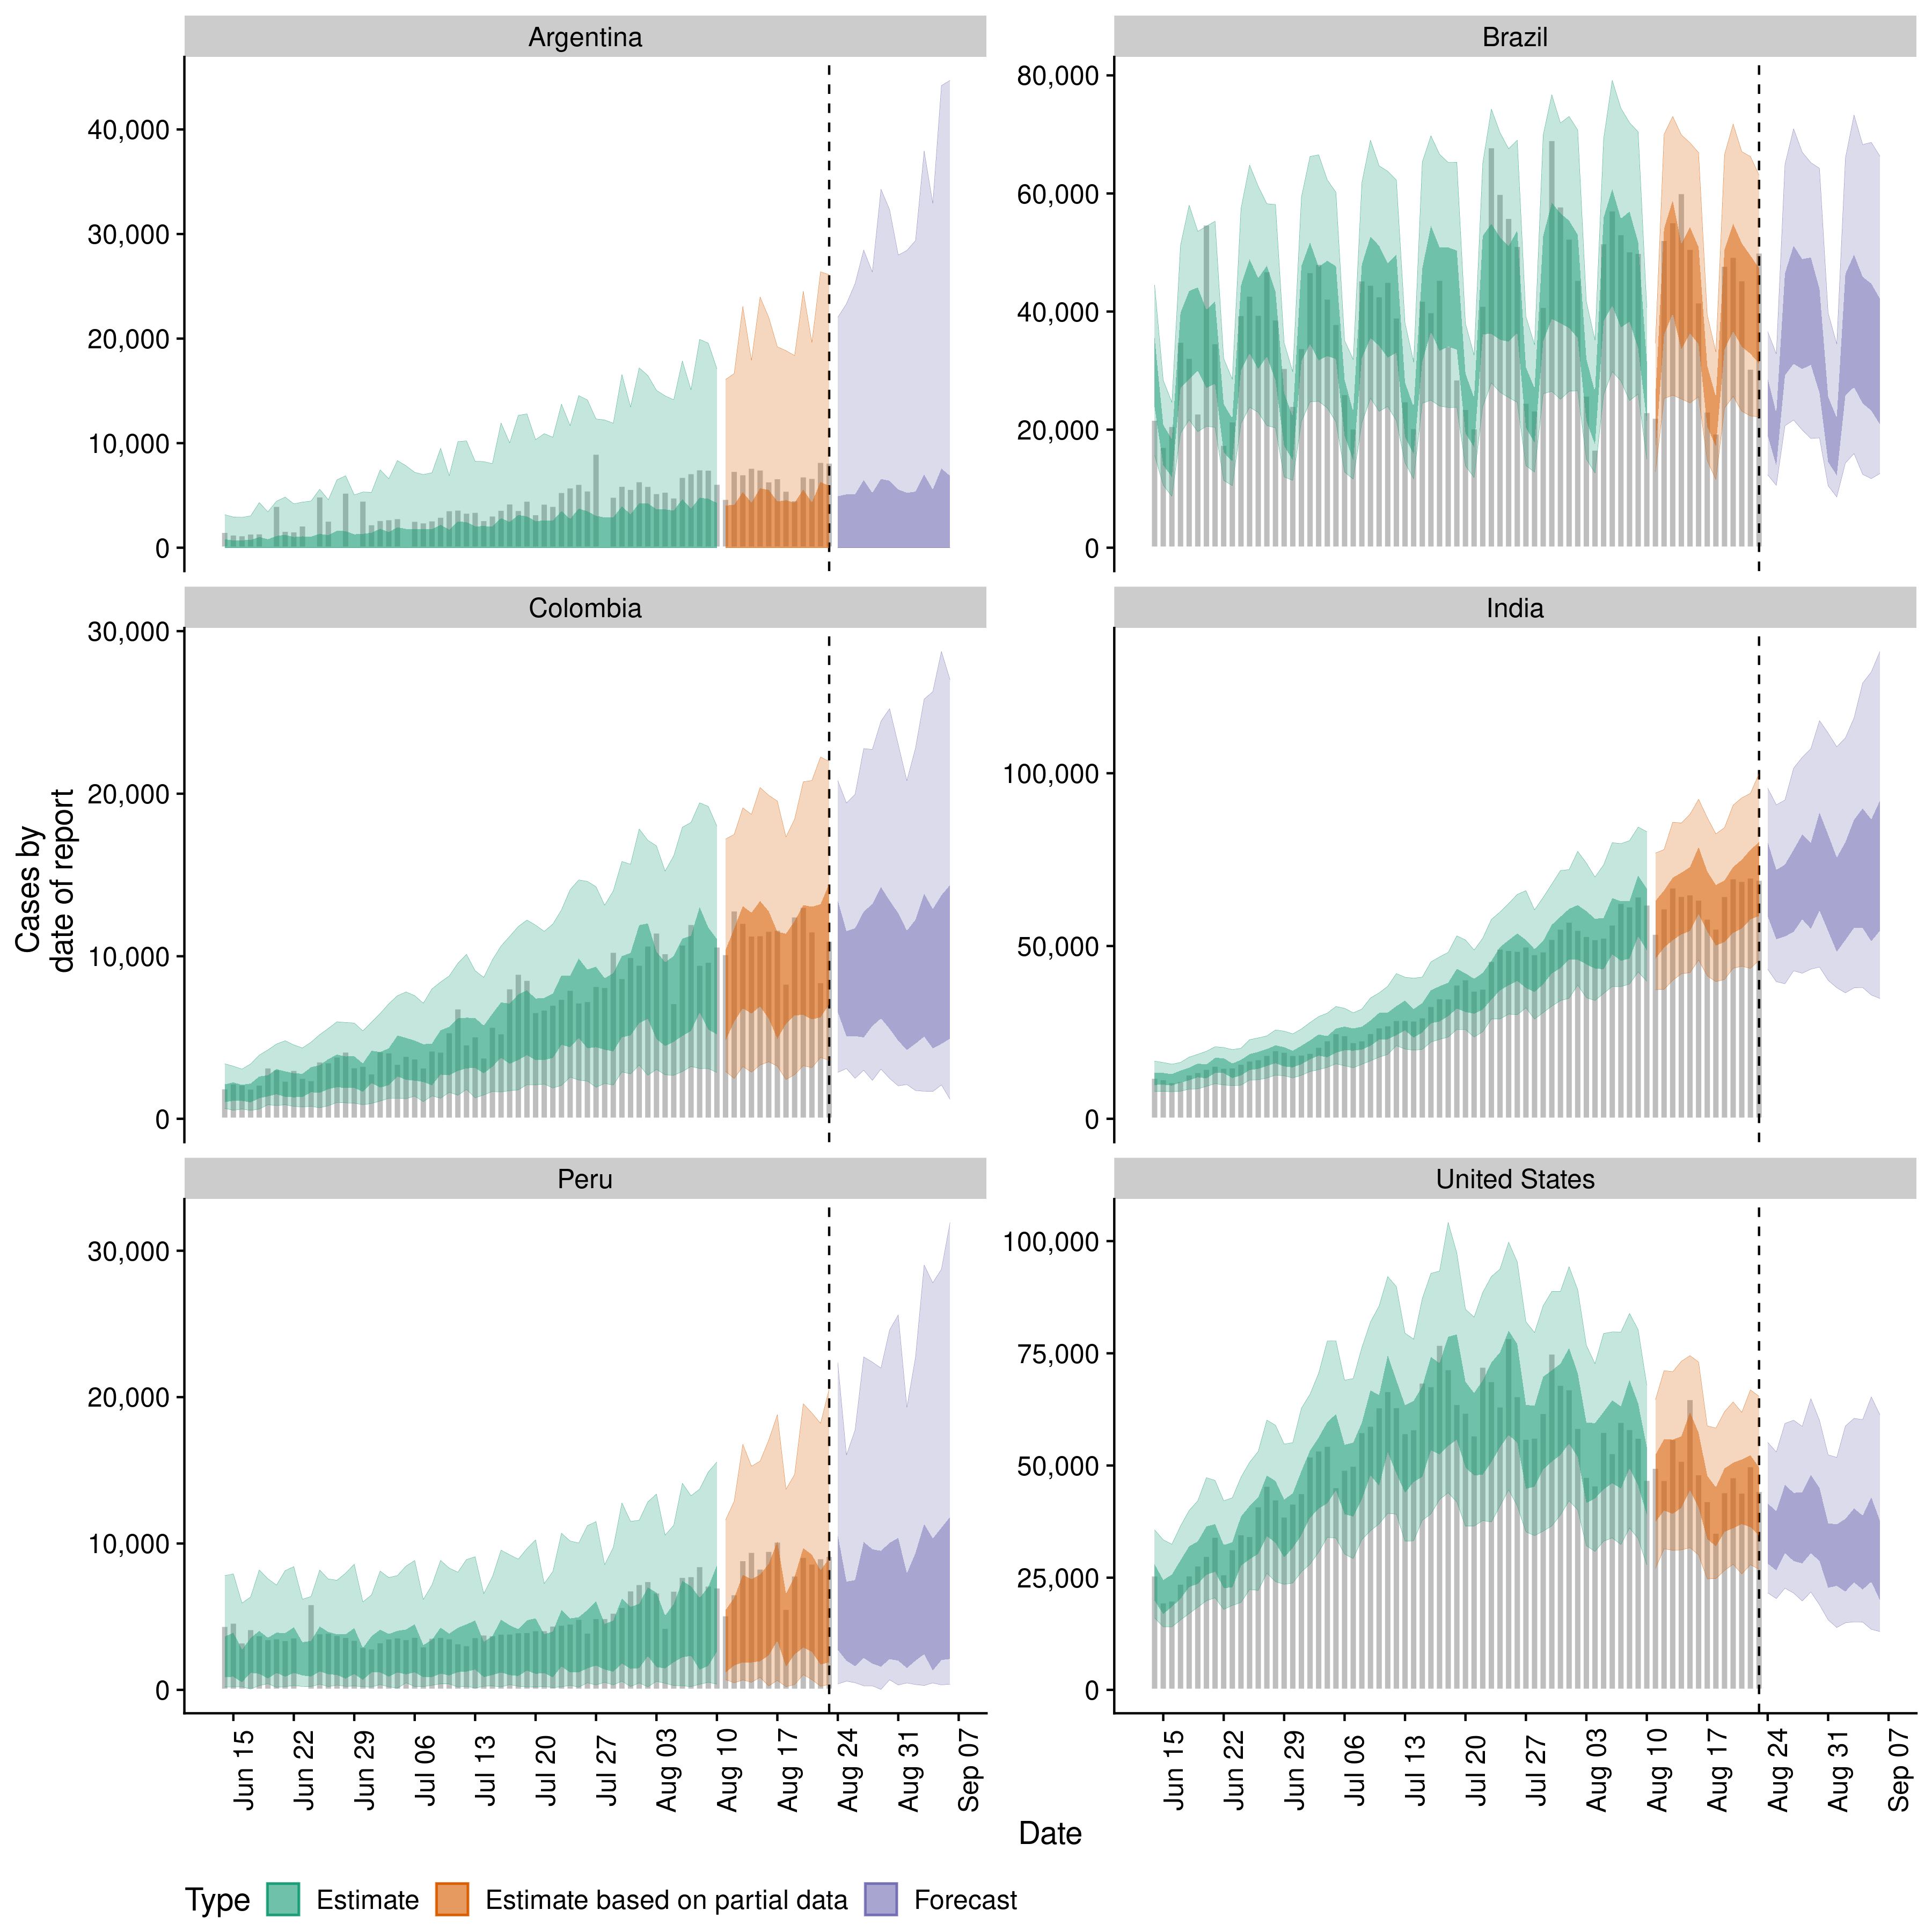 Argentina
Brazil
40,000
30,000
20,000
10,000
0
80,000
60,000
40,000
20,000
0
Colombia
India
30,000
20,000
10,000
0
100,000
50,000
0
Peru
United States
30,000
20,000
10,000
0
100,000
75,000
50,000
25,000
0
Cases by
date of report
Jun 15
Jun 22
Jun 29
Jul 06
Jul 13
Jul 20
Jul 27
Aug 03
Aug 10
Aug 17
Aug 24
Aug 31
Sep 07
Jun 15
Jun 22
Jun 29
Jul 06
Jul 13
Jul 20
Jul 27
Aug 03
Aug 10
Aug 17
Aug 24
Aug 31
Sep 07
Date
Type Estimate Estimate based on partial data Forecast